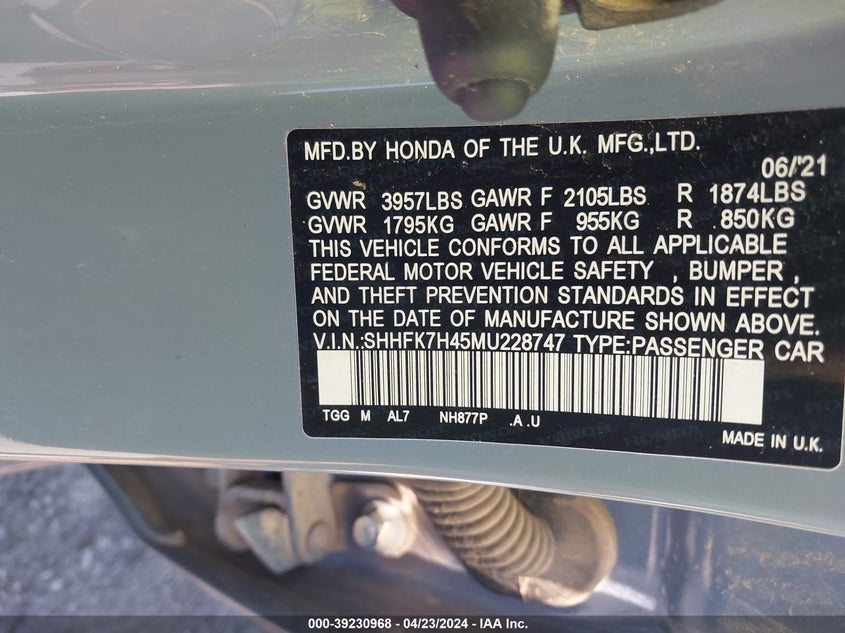 MFD.BY HONDA OF THE U.K. MFG.,LTD.
06/'21
GVWR 3957LBS GAWR F 2105LBS R 1874LBS
GVWR 1795KG GAWR F 955KG R 850KG
THIS VEHICLE CONFORMS TO ALL APPLICABLE
FEDERAL MOTOR VEHICLE SAFETY , BUMPER ,
AND THEFT PREVENTION STANDARDS IN EFFECT
ON THE DATE OF MANUFACTURE SHOWN ABOVE.
V.I.N.:SHHFK7H45MU228747 TYPE:PASSENGER CAR
TGG M AL7 NH877P .A .U
HONDA HONDA
MADE IN U.K.
000-39230968 - 04/23/2024 - IAA Inc.